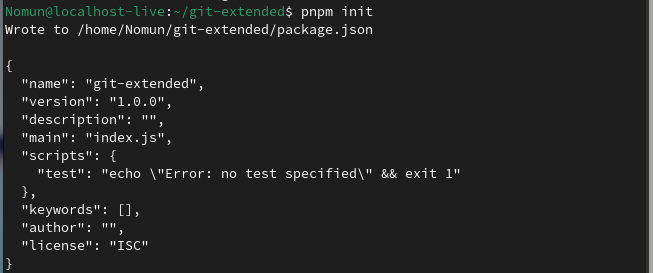 Nomun@localhost-live:~/git-extended$ pnpm init
Wrote to /home/Nomun/git-extended/package.json

{
  "name": "git-extended",
  "version": "1.0.0",
  "description": "",
  "main": "index.js",
  "scripts": {
    "test": "echo \"Error: no test specified\" && exit 1"
  },
  "keywords": [],
  "author": "",
  "license": "ISC"
}